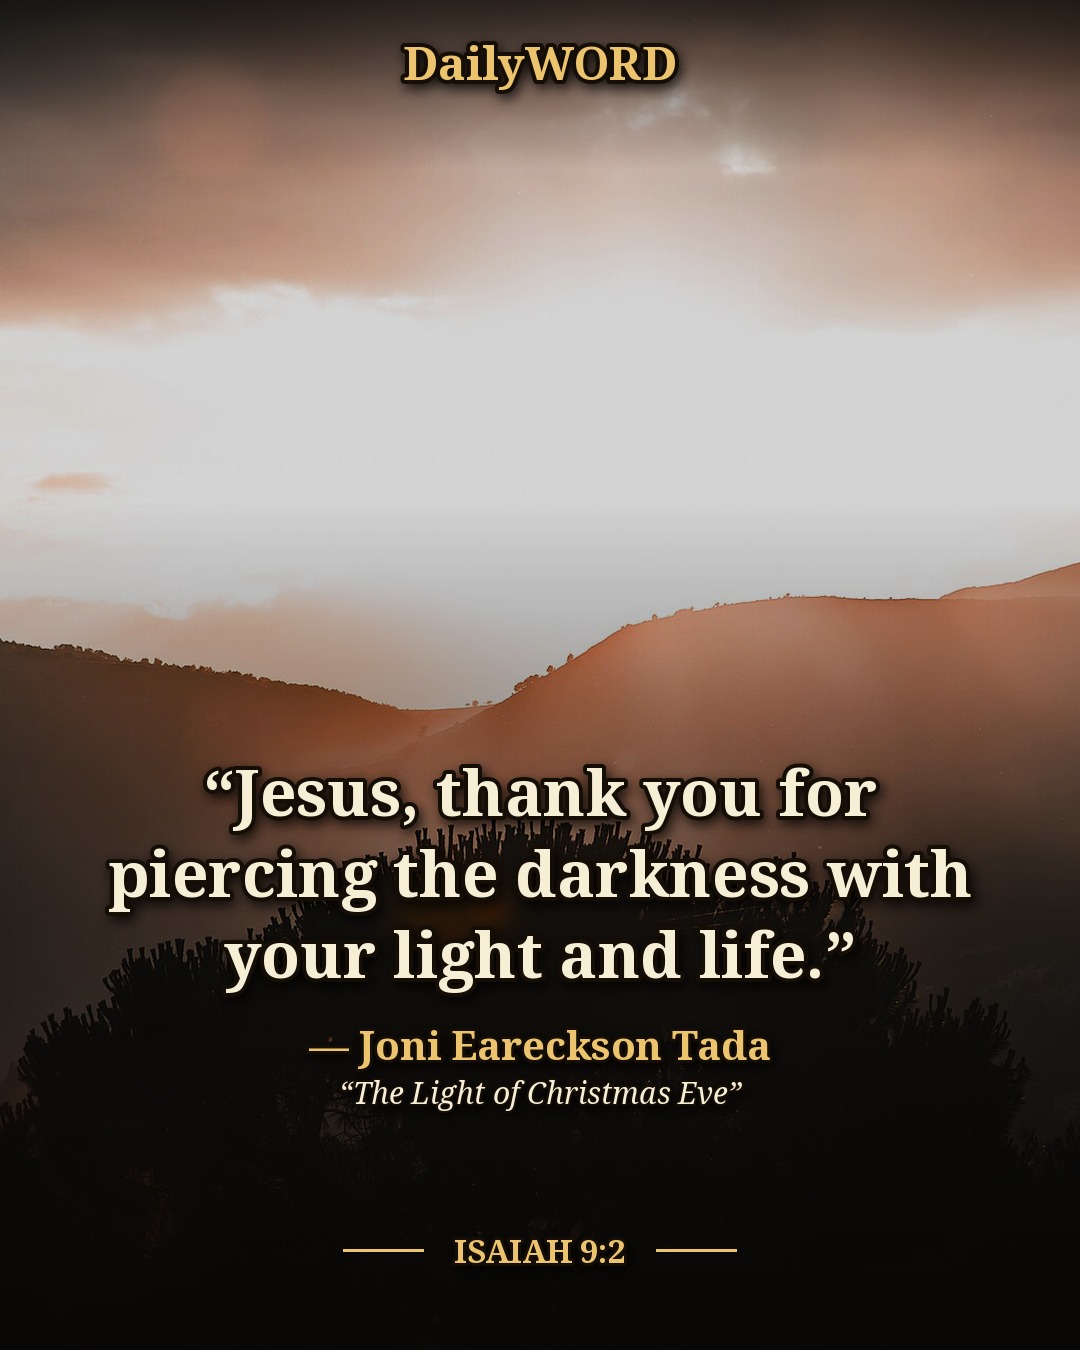 DailyWORD
“Jesus, thank you for
piercing the darkness with
your light and life.”
— Joni Eareckson Tada
“The Light of Christmas Eve”
ISAIAH 9:2